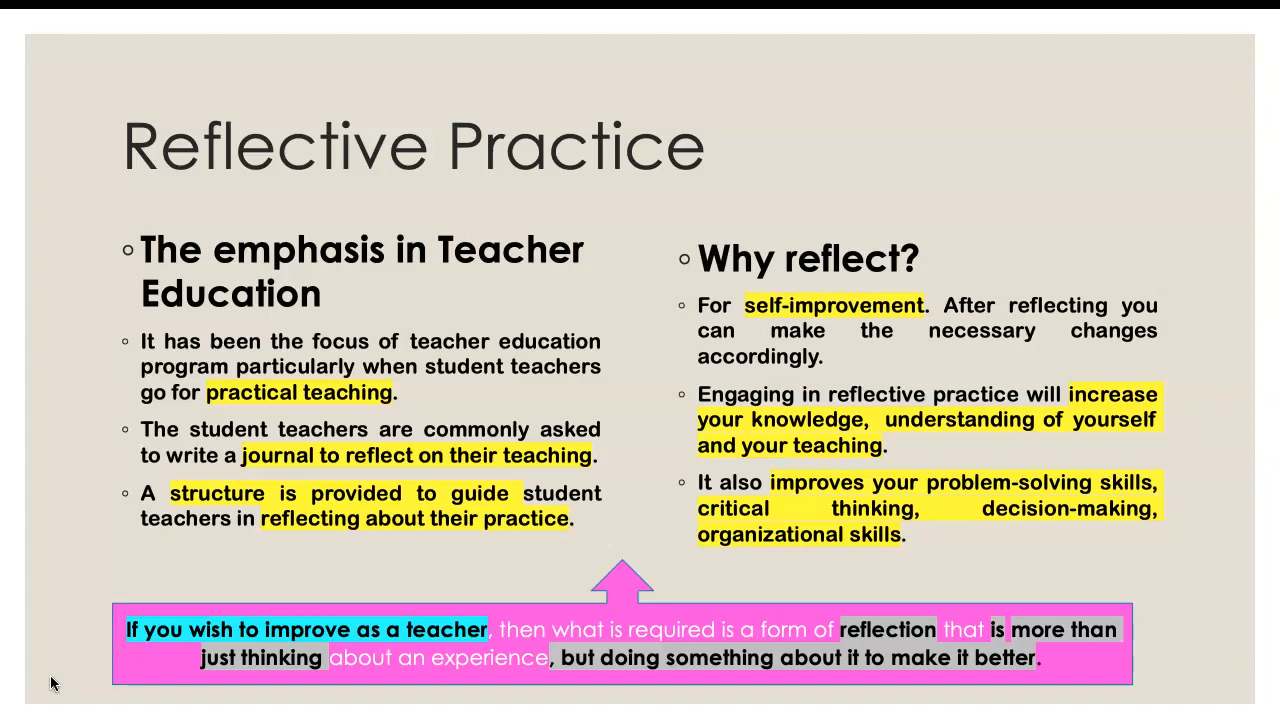 Reflective Practice
◦ The emphasis in Teacher
Education
◦ It has been the focus of teacher education
program particularly when student teachers
go for practical teaching.
◦ The student teachers are commonly asked
to write a journal to reflect on their teaching.
◦ A structure is provided to guide student
teachers in reflecting about their practice.
◦ Why reflect?
◦ For self-improvement. After reflecting you
can make the necessary changes
accordingly.
◦ Engaging in reflective practice will increase
your knowledge, understanding of yourself
and your teaching.
◦ It also improves your problem-solving skills,
critical thinking, decision-making,
organizational skills.
If you wish to improve as a teacher, then what is required is a form of reflection that is more than
just thinking about an experience, but doing something about it to make it better.